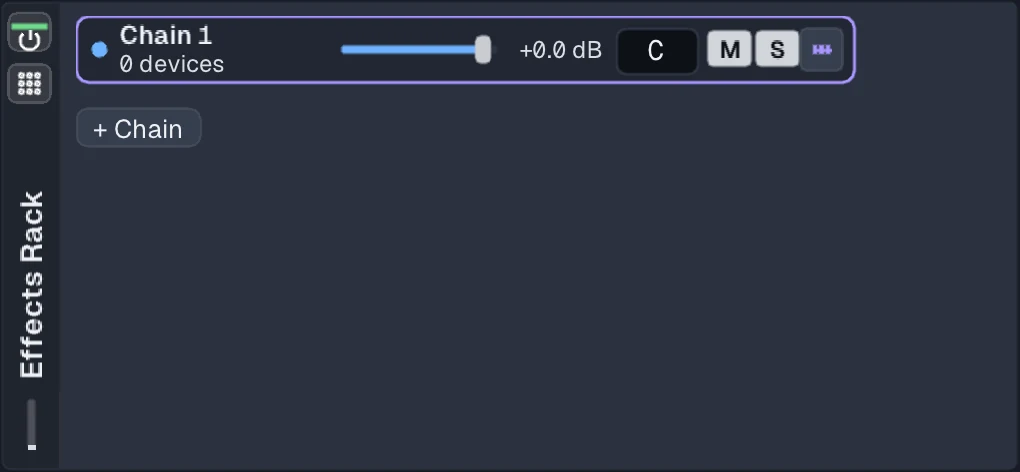 Chain 1
0 devices
+0.0 dB
C
M
S
+ Chain
Effects Rack